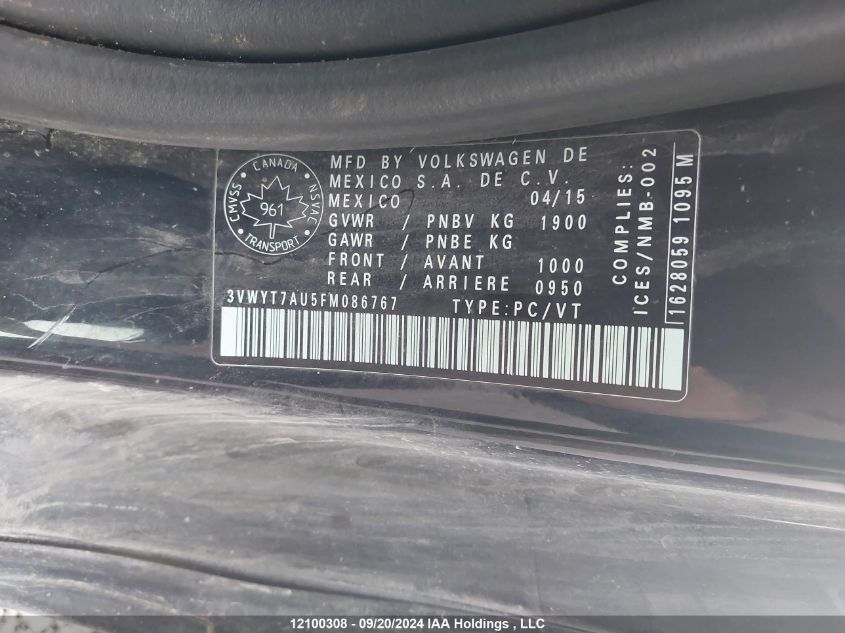 CANADA
CMVSS
NSVAC
961
TRANSPORT
MFD BY VOLKSWAGEN DE
MEXICO S.A. DE C.V.
MEXICO 04/15
GVWR / PNBV KG 1900
GAWR / PNBE KG
FRONT / AVANT 1000
REAR / ARRIERE 0950
3VWYT7AU5FM086767 TYPE:PC/VT
COMPLIES:
ICES/NMB-002
1628059 1095 M
12100308 - 09/20/2024 IAA Holdings , LLC